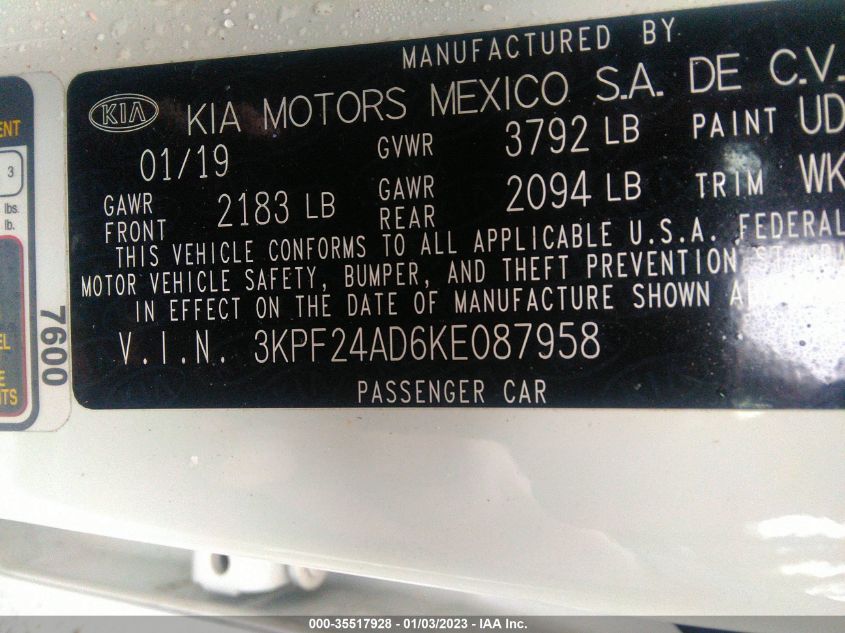 MANUFACTURED BY
KIA KIA MOTORS MEXICO S.A. DE C.V.
01/19 GVWR 3792 LB PAINT UD
GAWR FRONT 2183 LB GAWR REAR 2094 LB TRIM WK
THIS VEHICLE CONFORMS TO ALL APPLICABLE U.S.A. FEDERAL
MOTOR VEHICLE SAFETY, BUMPER, AND THEFT PREVENTION
IN EFFECT ON THE DATE OF MANUFACTURE SHOWN
V.I.N. 3KPF24AD6KE087958
PASSENGER CAR
3
lbs.
lb.
7600
000-35517928 - 01/03/2023 - IAA Inc.